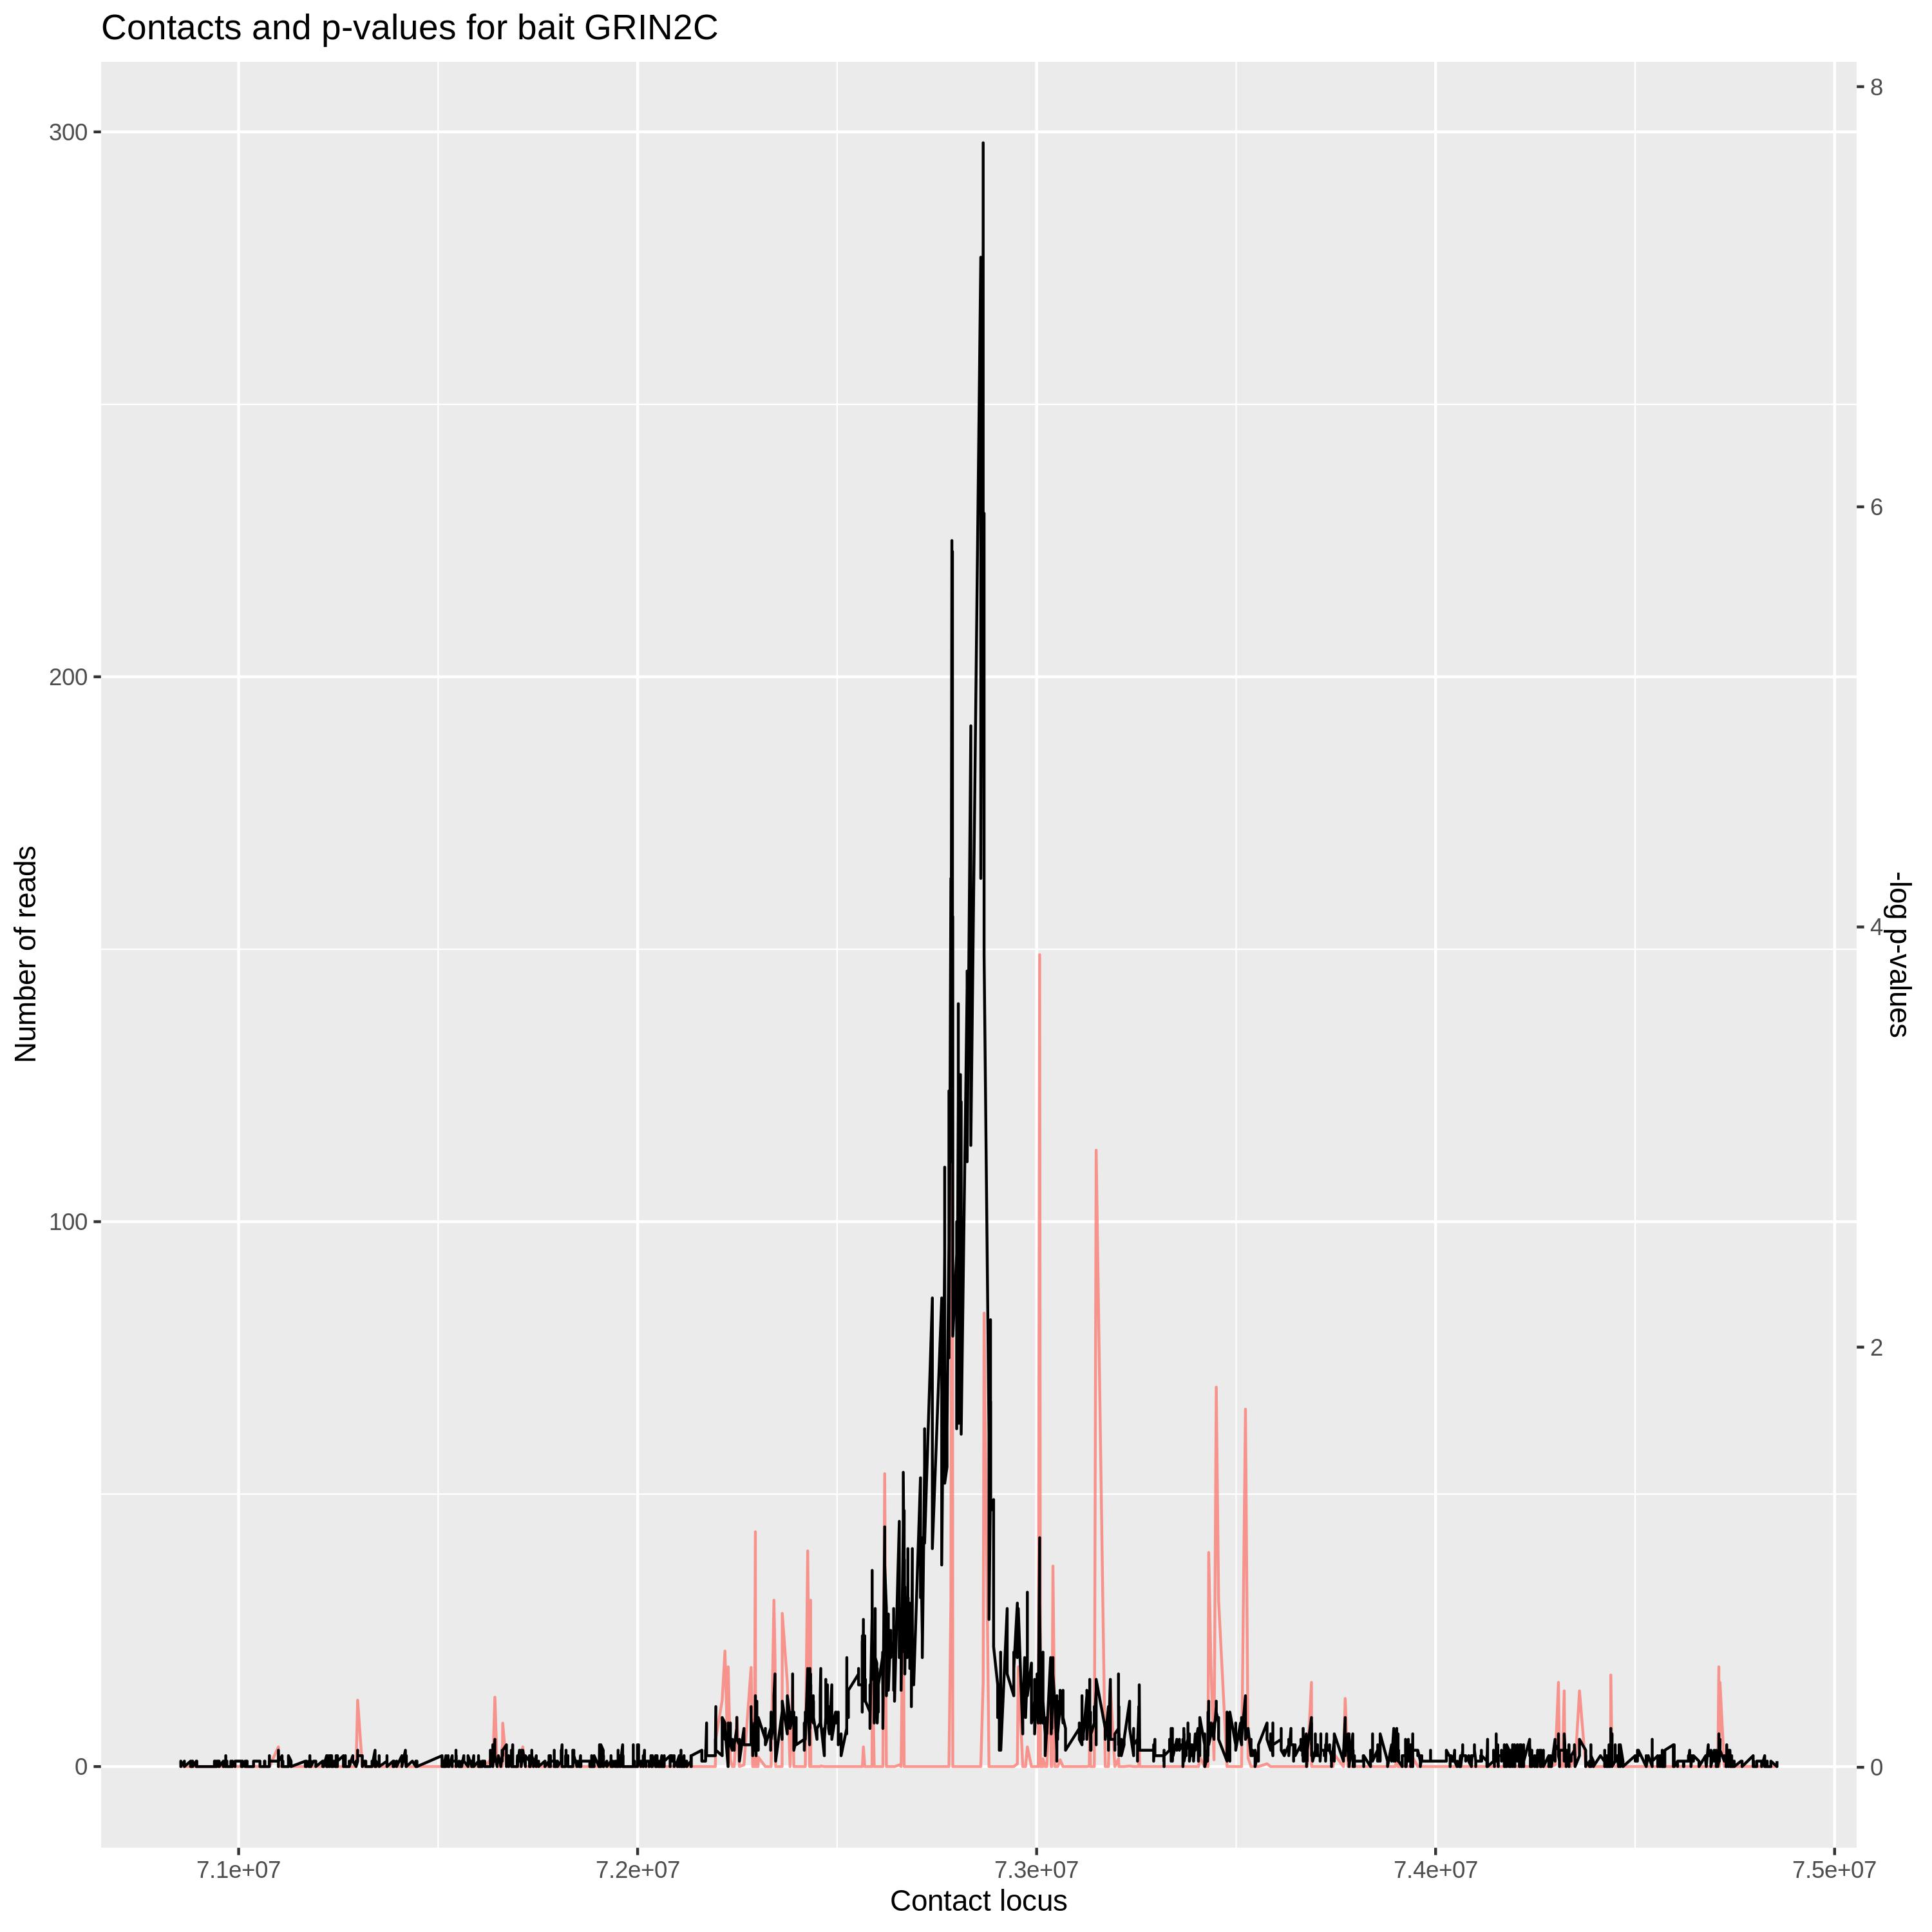 Contacts and p-values for bait GRIN2C
300
200
100
0
Number of reads
8
6
4
2
0
-log p-values
7.1e+07
7.2e+07
7.3e+07
7.4e+07
7.5e+07
Contact locus